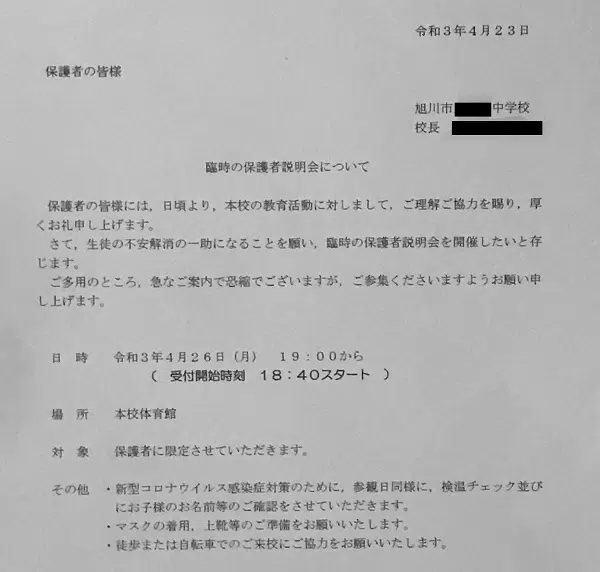 令和３年４月２３日
保護者の皆様
旭川市 中学校
校長
臨時の保護者説明会について
保護者の皆様には，日頃より，本校の教育活動に対しまして，ご理解ご協力を賜り，厚
くお礼申し上げます。
さて，生徒の不安解消の一助になることを願い，臨時の保護者説明会を開催したいと存
じます。
ご多用のところ，急なご案内で恐縮でございますが，ご参集くださいますようお願い申
し上げます。
日　時　令和３年４月２６日（月）　１９：００から
（　受付開始時刻　１８：４０スタート　）
場　所　本校体育館
対　象　保護者に限定させていただきます。
その他　・新型コロナウイルス感染症対策のために，参観日同様に，検温チェック並び
にお子様のお名前等のご確認をさせていただきます。
・マスクの着用，上靴等のご準備をお願いいたします。
・徒歩または自転車でのご来校にご協力をお願いいたします。